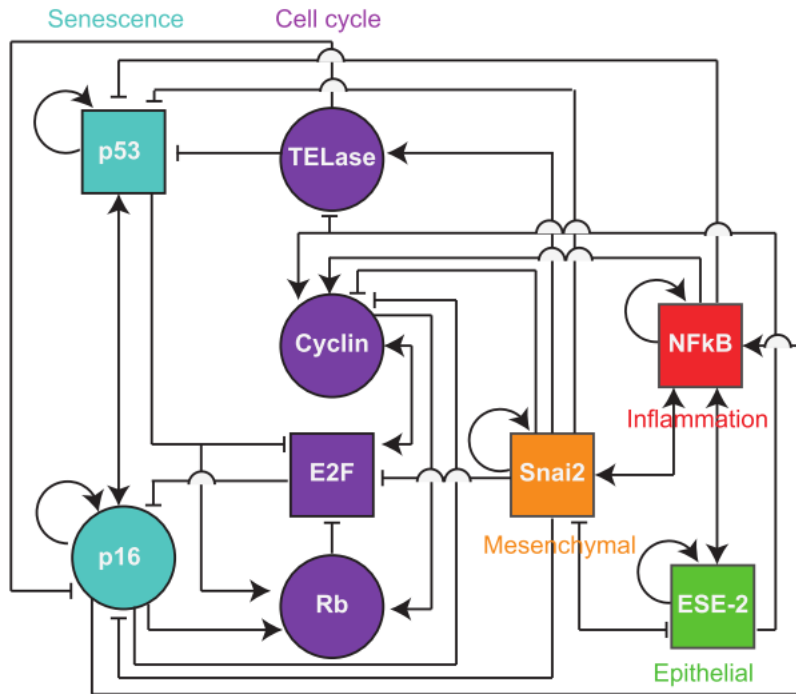 Senescence
Cell cycle
p53
TELase
Cyclin
NFkB
Inflammation
E2F
Snai2
Mesenchymal
p16
Rb
ESE-2
Epithelial